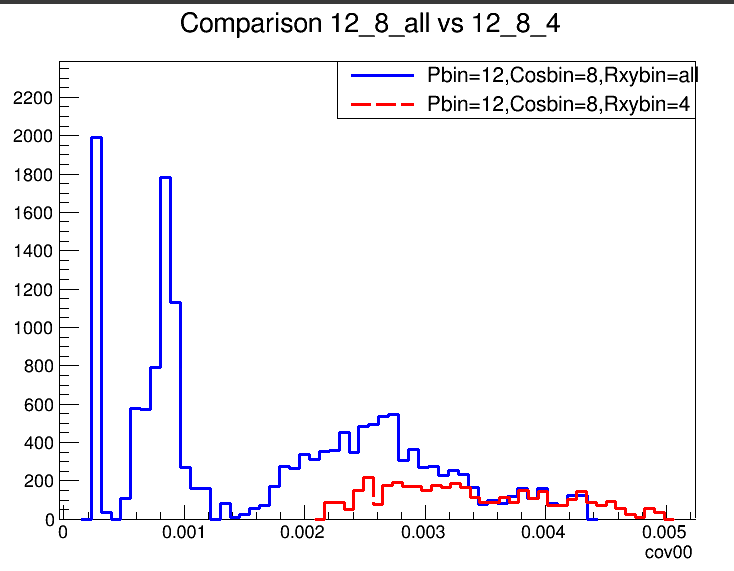 Comparison 12_8_all vs 12_8_4
Pbin=12,Cosbin=8,Rxybin=all
Pbin=12,Cosbin=8,Rxybin=4
2200
2000
1800
1600
1400
1200
1000
800
600
400
200
0
0 0.001 0.002 0.003 0.004 0.005
cov00